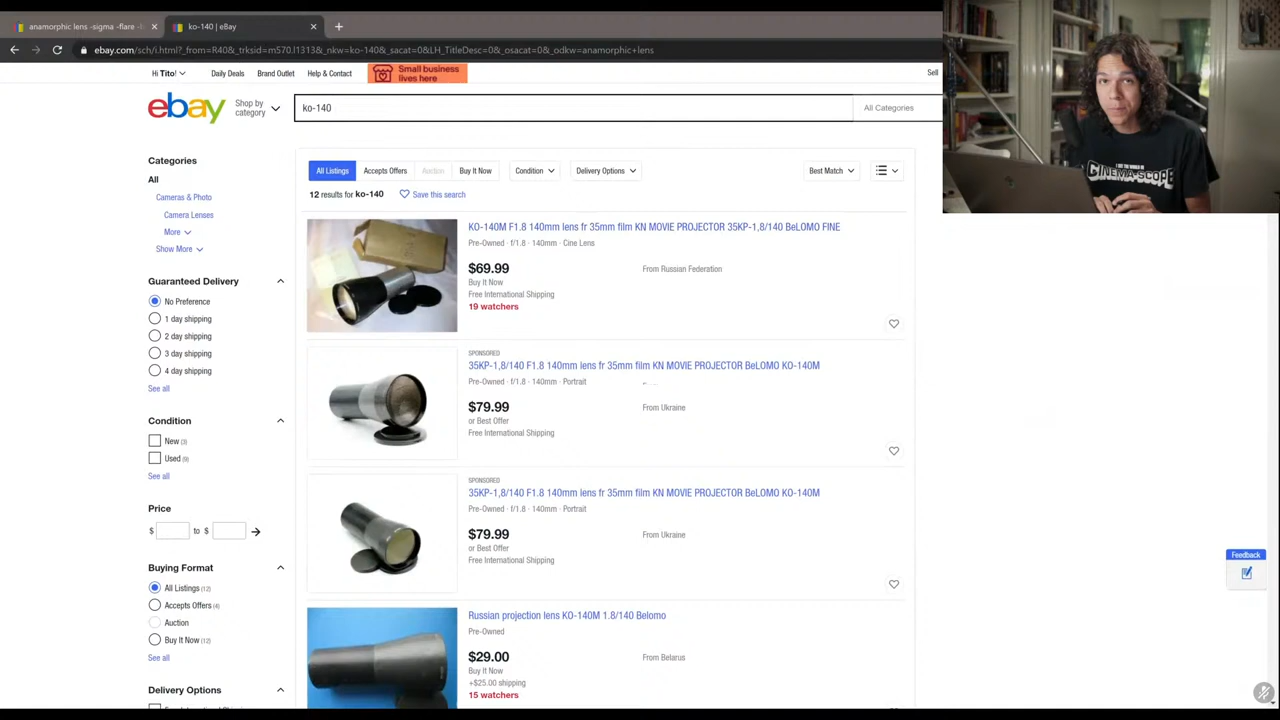 anamorphic lens -sigma -flare -
ko-140 | eBay
ebay.com/sch/i.html?_from=R40&_trksid=m570.l1313&_nkw=ko-140&_sacat=0&LH_TitleDesc=0&_osacat=0&_odkw=anamorphic+lens
Hi Tito!
Daily Deals
Brand Outlet
Help & Contact
Small business
lives here
Sell
ebay
Shop by
category
ko-140
All Categories
I SEE THE WORLD IN
CINEMA-SCOPE
Categories
All
Cameras & Photo
Camera Lenses
More
Show More
Guaranteed Delivery
No Preference
1 day shipping
2 day shipping
3 day shipping
4 day shipping
See all
Condition
New (3)
Used (9)
See all
Price
$ to $
Buying Format
All Listings (12)
Accepts Offers (4)
Auction
Buy It Now (12)
See all
Delivery Options
All Listings
Accepts Offers
Auction
Buy It Now
Condition
Delivery Options
Best Match
12 results for ko-140
Save this search
KO-140M F1.8 140mm lens fr 35mm film KN MOVIE PROJECTOR 35KP-1,8/140 BeLOMO FINE
Pre-Owned · f/1.8 · 140mm · Cine Lens
$69.99
From Russian Federation
Buy It Now
Free International Shipping
19 watchers
SPONSORED
35KP-1,8/140 F1.8 140mm lens fr 35mm film KN MOVIE PROJECTOR BeLOMO KO-140M
Pre-Owned · f/1.8 · 140mm · Portrait
$79.99
From Ukraine
or Best Offer
Free International Shipping
SPONSORED
35KP-1,8/140 F1.8 140mm lens fr 35mm film KN MOVIE PROJECTOR BeLOMO KO-140M
Pre-Owned · f/1.8 · 140mm · Portrait
$79.99
From Ukraine
or Best Offer
Free International Shipping
Russian projection lens KO-140M 1.8/140 Belomo
Pre-Owned
$29.00
From Belarus
Buy It Now
+$25.00 shipping
15 watchers
Feedback